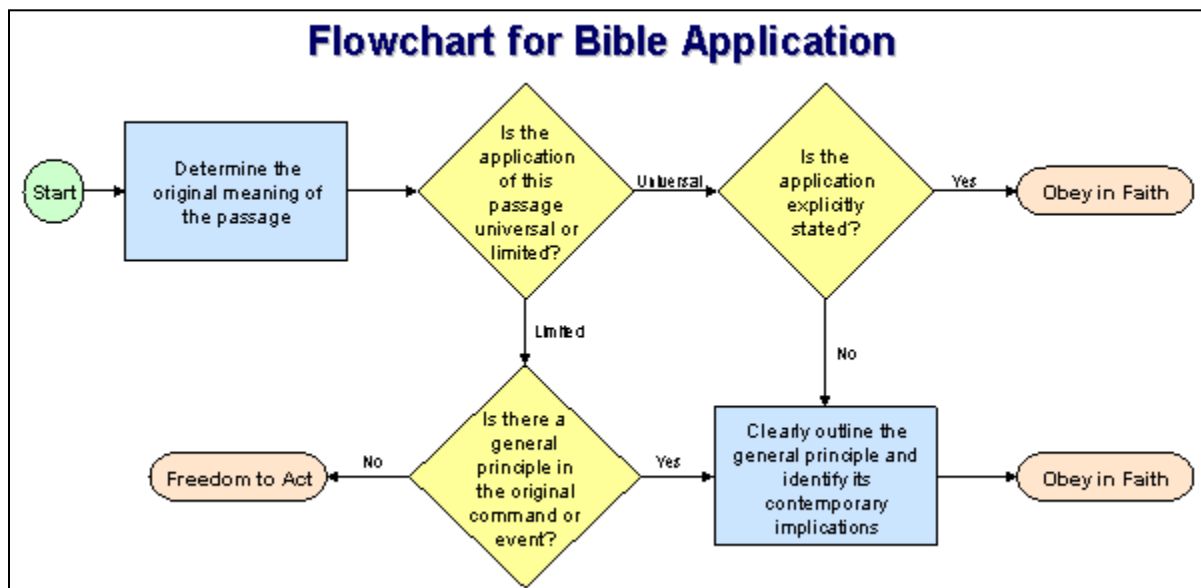 Flowchart for Bible Application
Start
Determine the
original meaning of
the passage
Is the
application
of this
passage
universal or
limited?
Universal
Is the
application
explicitly
stated?
Yes
Obey in Faith
Limited
No
Is there a
general
principle in
the original
command or
event?
No
Freedom to Act
Yes
Clearly outline the
general principle and
identify its
contemporary
implications
Obey in Faith